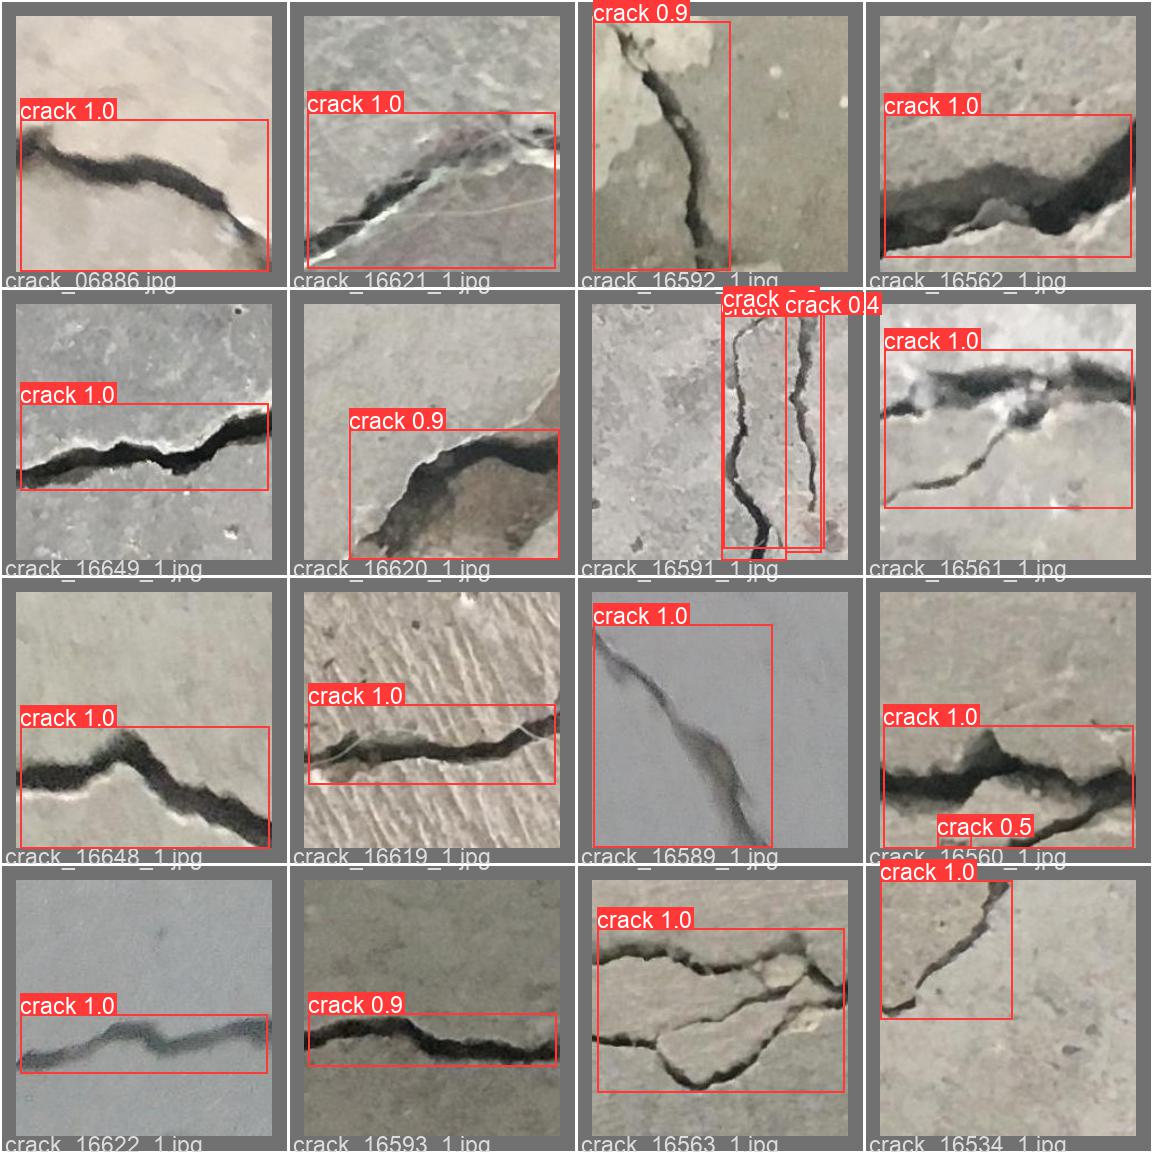 crack 1.0
crack_06886.jpg
crack 1.0
crack_16621_1.jpg
crack 0.9
crack_16592_1.jpg
crack 1.0
crack_16562_1.jpg
crack 1.0
crack_16649_1.jpg
crack 0.9
crack_16620_1.jpg
crack
crack
crack 0.4
crack_16591_1.jpg
crack 1.0
crack_16561_1.jpg
crack 1.0
crack_16648_1.jpg
crack 1.0
crack_16619_1.jpg
crack 1.0
crack_16589_1.jpg
crack 1.0
crack 0.5
crack_16560_1.jpg
crack 1.0
crack_16622_1.jpg
crack 0.9
crack_16593_1.jpg
crack 1.0
crack_16563_1.jpg
crack 1.0
crack_16534_1.jpg